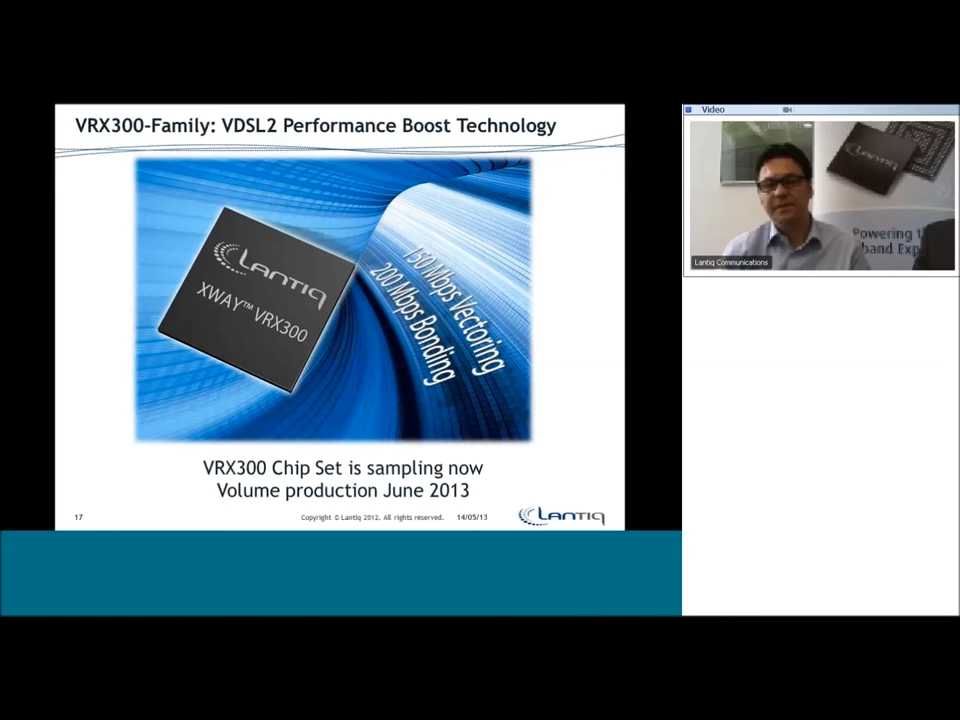 VRX300-Family: VDSL2 Performance Boost Technology
LANTIQ
XWAY™ VRX300
150 Mbps Vectoring
200 Mbps Bonding
VRX300 Chip Set is sampling now
Volume production June 2013
17
Copyright © Lantiq 2012. All rights reserved.
14/05/13
LANTIQ
Video
LANTIQ
Powering t
band Exp
Lantiq Communications